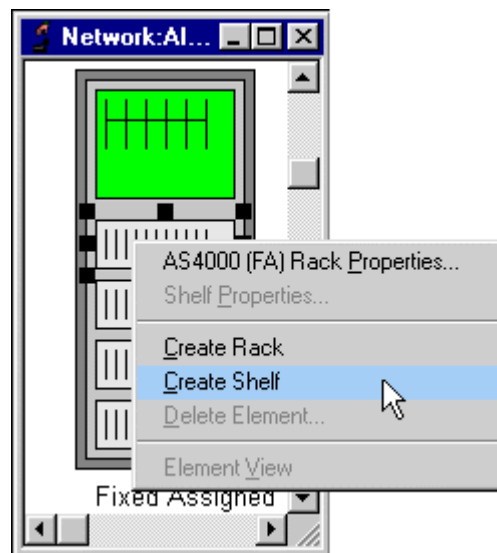 Network:Al...
AS4000 (FA) Rack Properties...
Shelf Properties...
Create Rack
Create Shelf
Delete Element...
Element View
Fixed Assigned